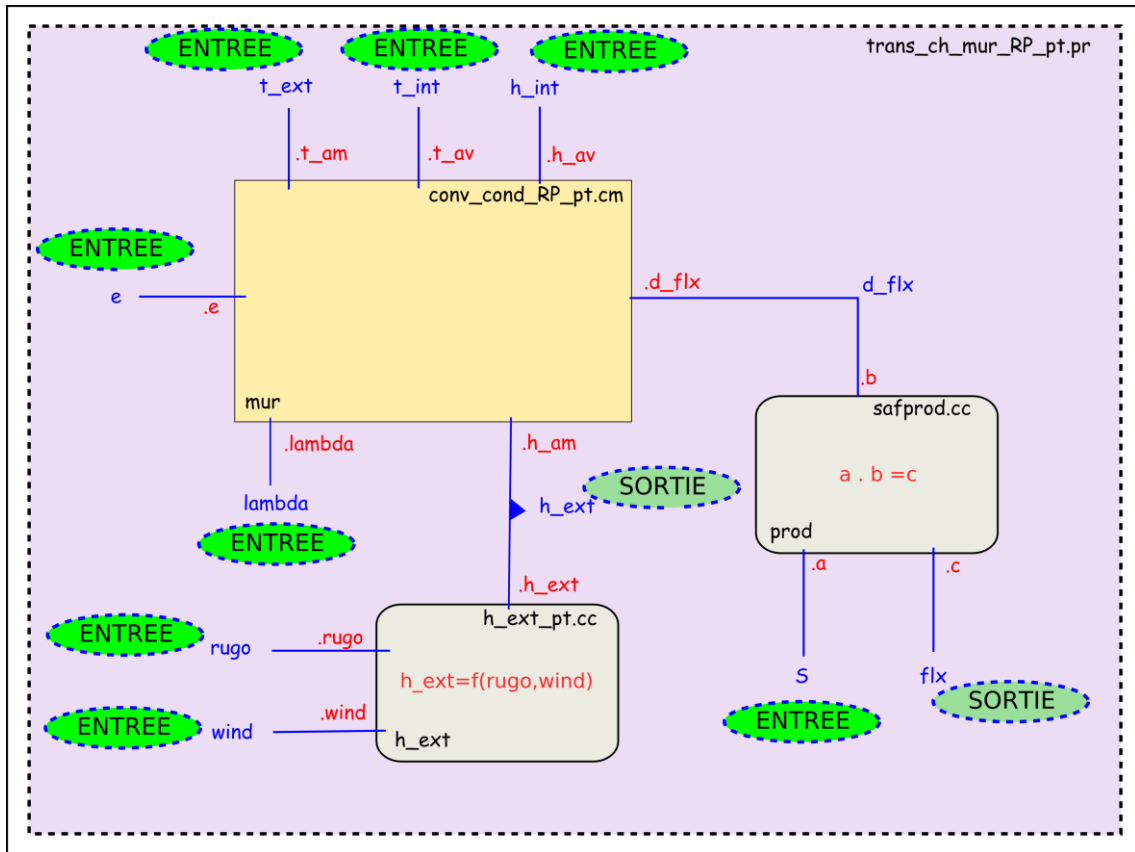 ENTREE
ENTREE
ENTREE
trans_ch_mur_RP_pt.pr
t_ext
t_int
h_int
.t_am
.t_av
.h_av
conv_cond_RP_pt.cm
ENTREE
e
.e
.d_flx
d_flx
.b
mur
safprod.cc
a . b =c
prod
.lambda
.h_am
lambda
ENTREE
SORTIE
h_ext
.a
.c
.h_ext
h_ext_pt.cc
ENTREE
rugo
.rugo
h_ext=f(rugo,wind)
S
flx
ENTREE
SORTIE
ENTREE
wind
.wind
h_ext